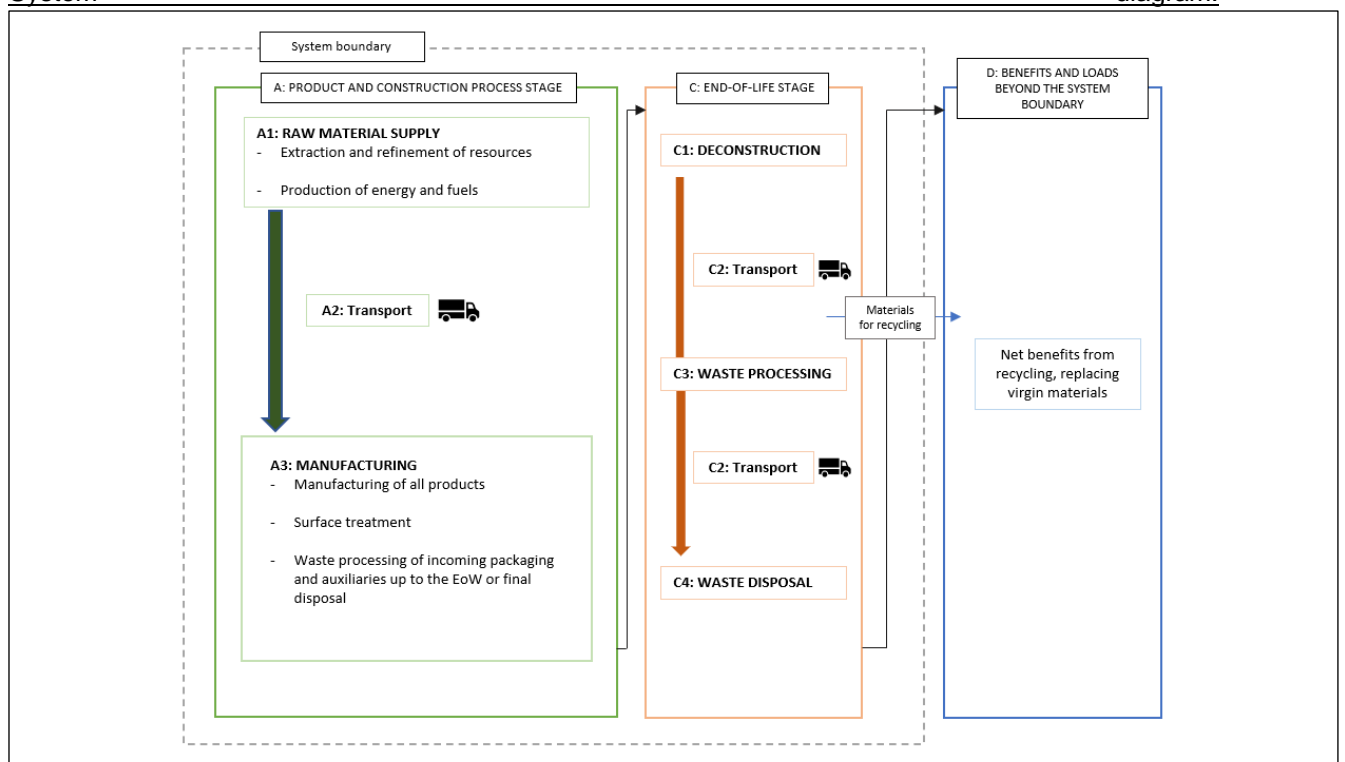 System diagram:
System boundary
A: PRODUCT AND CONSTRUCTION PROCESS STAGE
A1: RAW MATERIAL SUPPLY
- Extraction and refinement of resources
- Production of energy and fuels
A2: Transport
A3: MANUFACTURING
- Manufacturing of all products
- Surface treatment
- Waste processing of incoming packaging
and auxiliaries up to the EoW or final
disposal
C: END-OF-LIFE STAGE
C1: DECONSTRUCTION
C2: Transport
C3: WASTE PROCESSING
C2: Transport
C4: WASTE DISPOSAL
Materials
for recycling
D: BENEFITS AND LOADS
BEYOND THE SYSTEM
BOUNDARY
Net benefits from
recycling, replacing
virgin materials